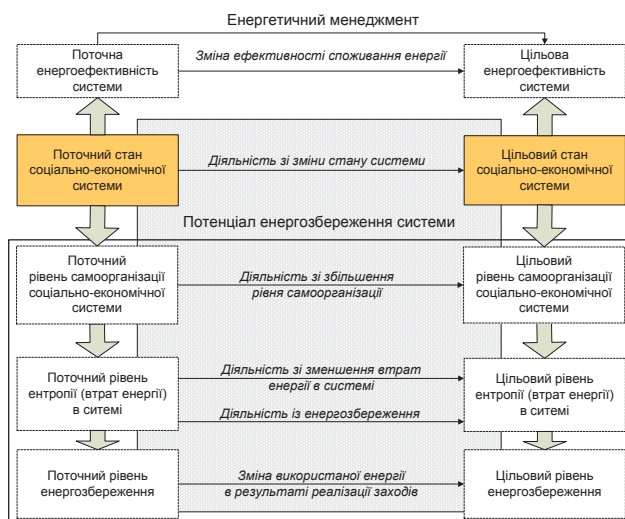 Енергетичний менеджмент
Поточна
енергоефективність
системи
Зміна ефективності споживання енергії
Цільова
енергоефективність
системи
Поточний стан
соціально-економічної
системи
Діяльність зі зміни стану системи
Цільовий стан
соціально-економічної
системи
Потенціал енергозбереження системи
Поточний
рівень самоорганізації
соціально-економічної
системи
Діяльність зі збільшення
рівня самоорганізації
Цільовий
рівень самоорганізації
соціально-економічної
системи
Поточний рівень
ентропії (втрат енергії)
в ситемі
Діяльність зі зменшення втрат
енергії в системі
Діяльність із енергозбереження
Цільовий рівень
ентропії (втрат енергії)
в ситемі
Поточний рівень
енергозбереження
Зміна використаної енергії
в результаті реалізації заходів
Цільовий рівень
енергозбереження